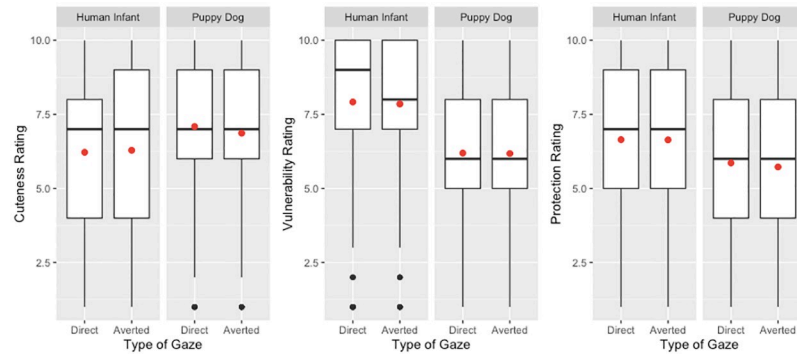 Human Infant Puppy Dog
Cuteness Rating
10.0
7.5
5.0
2.5
Direct Averted Direct Averted
Type of Gaze
Human Infant Puppy Dog
Vulnerability Rating
10.0
7.5
5.0
2.5
Direct Averted Direct Averted
Type of Gaze
Human Infant Puppy Dog
Protection Rating
10.0
7.5
5.0
2.5
Direct Averted Direct Averted
Type of Gaze